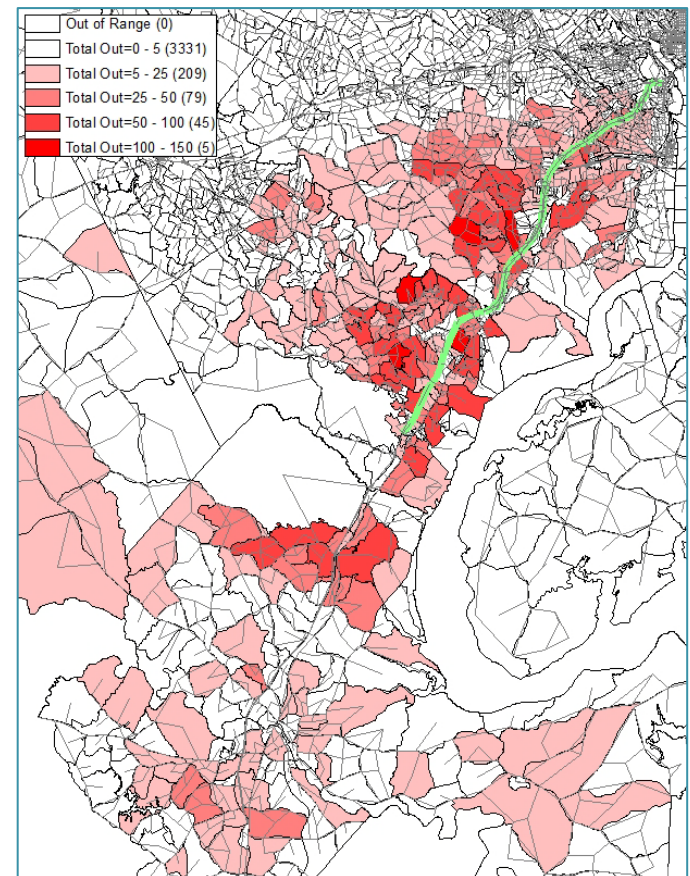 Out of Range (0)
Total Out=0 - 5 (3331)
Total Out=5 - 25 (209)
Total Out=25 - 50 (79)
Total Out=50 - 100 (45)
Total Out=100 - 150 (5)